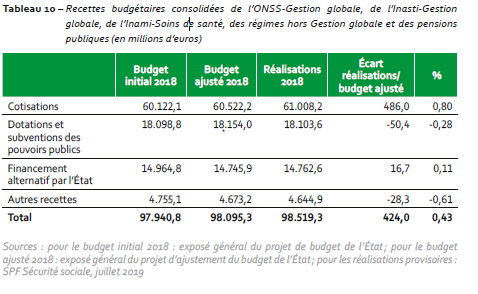 Tableau 10 – Recettes budgétaires consolidées de l'ONSS-Gestion globale, de l'Inasti-Gestion
globale, de l'Inami-Soins de santé, des régimes hors Gestion globale et des pensions
publiques (en millions d'euros)
Budget initial 2018 Budget ajusté 2018 Réalisations 2018 Écart réalisations/ budget ajusté %
Cotisations 60.122,1 60.522,2 61.008,2 486,0 0,80
Dotations et 18.098,8 18.154,0 18.103,6 -50,4 -0,28
subventions des
pouvoirs publics
Financement 14.964,8 14.745,9 14.762,6 16,7 0,11
alternatif par l'État
Autres recettes 4.755,1 4.673,2 4.644,9 -28,3 -0,61
Total 97.940,8 98.095,3 98.519,3 424,0 0,43
Sources : pour le budget initial 2018 : exposé général du projet de budget de l'État ; pour le budget
ajusté 2018 : exposé général du projet d'ajustement du budget de l'État ; pour les réalisations provisoires :
SPF Sécurité sociale, juillet 2019